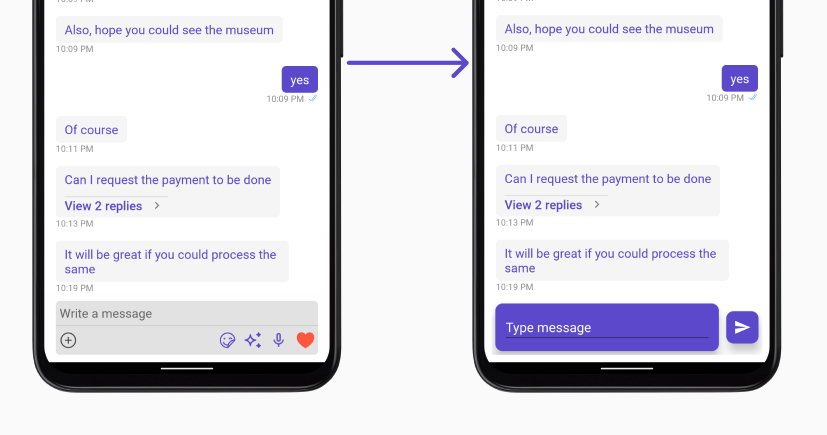 Also, hope you could see the museum
10:09 PM
yes
10:09 PM
Of course
10:11 PM
Can I request the payment to be done
View 2 replies
10:13 PM
It will be great if you could process the
same
10:19 PM
Write a message
Also, hope you could see the museum
10:09 PM
yes
10:09 PM
Of course
10:11 PM
Can I request the payment to be done
View 2 replies
10:13 PM
It will be great if you could process the
same
10:19 PM
Type message